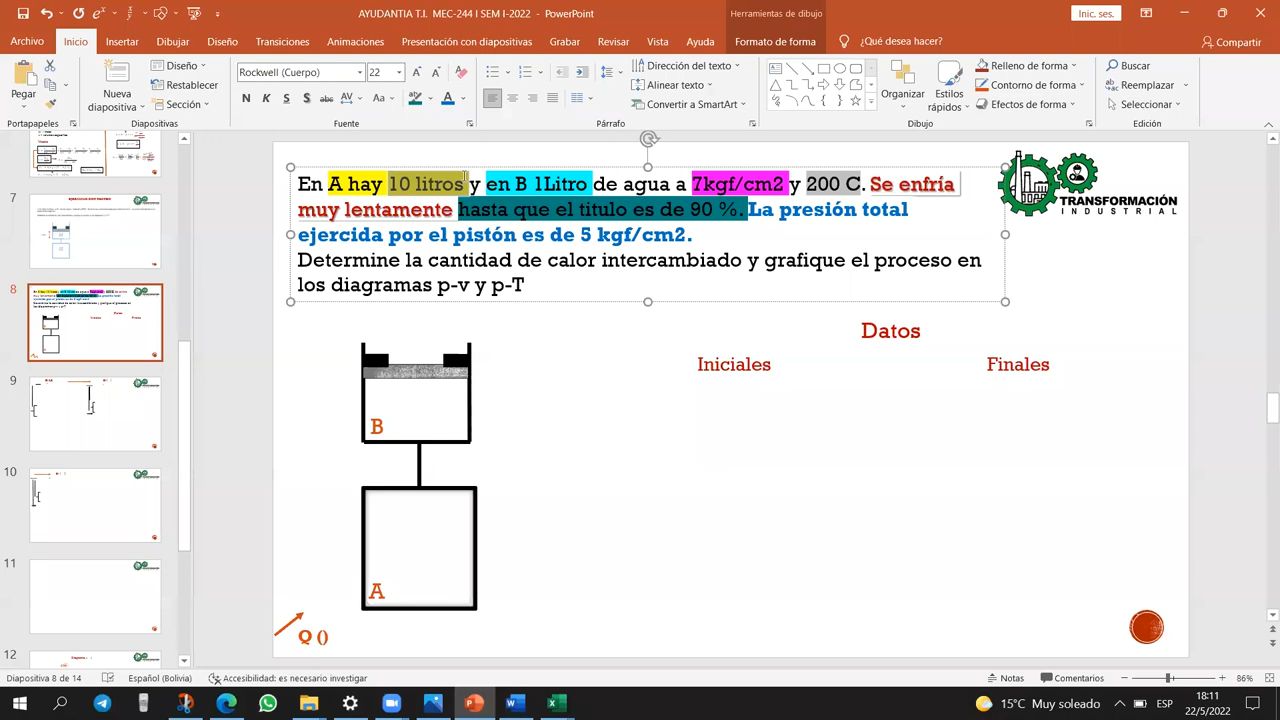 AYUDANTIA T.I. MEC-244 I SEM I-2022 - PowerPoint
Herramientas de dibujo
Inic. ses.
Archivo Inicio Insertar Dibujar Diseño Transiciones Animaciones Presentación con diapositivas Grabar Revisar Vista Ayuda Formato de forma ¿Qué desea hacer? Compartir
Pegar
Nueva diapositiva
Diseño
Restablecer
Sección
Rockwell (Cuerpo) 22
N K S S abc AV Aa A
Dirección del texto
Alinear texto
Convertir a SmartArt
Organizar
Estilos rápidos
Relleno de forma
Contorno de forma
Efectos de forma
Buscar
Reemplazar
Seleccionar
Portapapeles Diapositivas Fuente Párrafo Dibujo Edición
7
8
9
10
11
12
En A hay 10 litros y en B 1Litro de agua a 7kgf/cm2 y 200 C. Se enfría
muy lentamente hasta que el titulo es de 90 %. La presión total
ejercida por el pistón es de 5 kgf/cm2.
Determine la cantidad de calor intercambiado y grafique el proceso en
los diagramas p-v y p-T
TRANSFORMACIÓN
INDUSTRIAL
Datos
Iniciales Finales
B
A
Q ()
Diapositiva 8 de 14 Español (Bolivia) Accesibilidad: es necesario investigar Notas Comentarios 86%
15°C Muy soleado ESP 18:11
22/5/2022